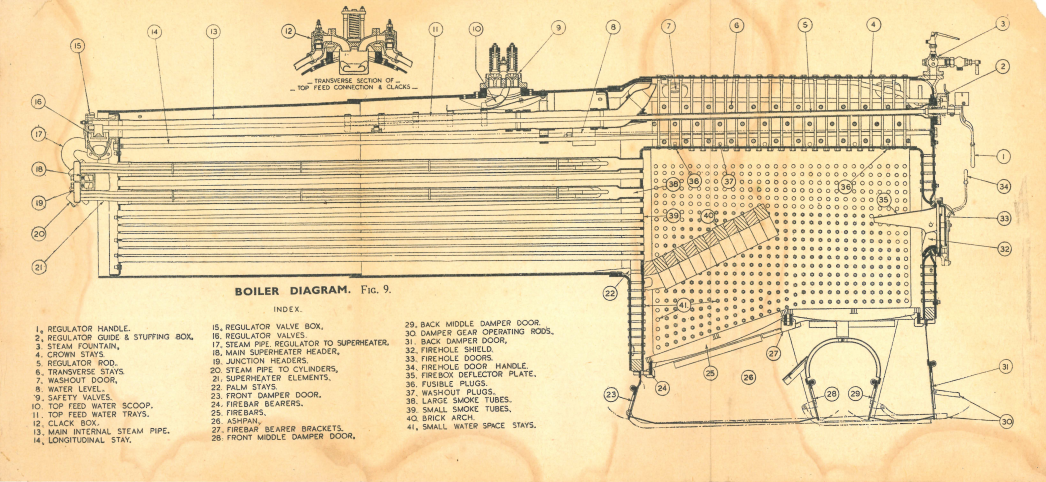 TRANSVERSE SECTION OF
TOP FEED CONNECTION & CLACKS
15
14
13
12
11
10
9
8
7
6
5
4
3
2
16
17
18
19
20
21
1
34
33
32
35
36
37
36
38
39
40
41
22
23
24
25
26
27
28
29
31
30
BOILER DIAGRAM. FIG. 9.
INDEX.
1, REGULATOR HANDLE.
2, REGULATOR GUIDE & STUFFING BOX.
3. STEAM FOUNTAIN,
4. CROWN STAYS.
5. REGULATOR ROD.
6, TRANSVERSE STAYS.
7, WASHOUT DOOR,
8, WATER LEVEL.
9. SAFETY VALVES.
10. TOP FEED WATER SCOOP.
11. TOP FEED WATER TRAYS.
12, CLACK BOX.
13, MAIN INTERNAL STEAM PIPE.
14, LONGITUDINAL STAY.
15, REGULATOR VALVE BOX,
16, REGULATOR VALVES.
17, STEAM PIPE REGULATOR TO SUPERHEATER.
18, MAIN SUPERHEATER HEADER,
19, JUNCTION HEADERS.
20. STEAM PIPE TO CYLINDERS,
21, SUPERHEATER ELEMENTS,
22, PALM STAYS.
23. FRONT DAMPER DOOR.
24. FIREBAR BEARERS.
25, FIREBARS,
26. ASHPAN,
27. FIREBAR BEARER BRACKETS.
28. FRONT MIDDLE DAMPER DOOR,
29, BACK MIDDLE DAMPER DOOR.
30. DAMPER GEAR OPERATING RODS,
31. BACK DAMPER DOOR,
32, FIREHOLE SHIELD.
33, FIREHOLE DOORS.
34, FIREHOLE DOOR HANDLE.
35, FIREBOX DEFLECTOR PLATE,
36, FUSIBLE PLUGS.
37, WASHOUT PLUGS.
38, LARGE SMOKE TUBES.
39, SMALL SMOKE TUBES.
40, BRICK ARCH.
41, SMALL WATER SPACE STAYS.